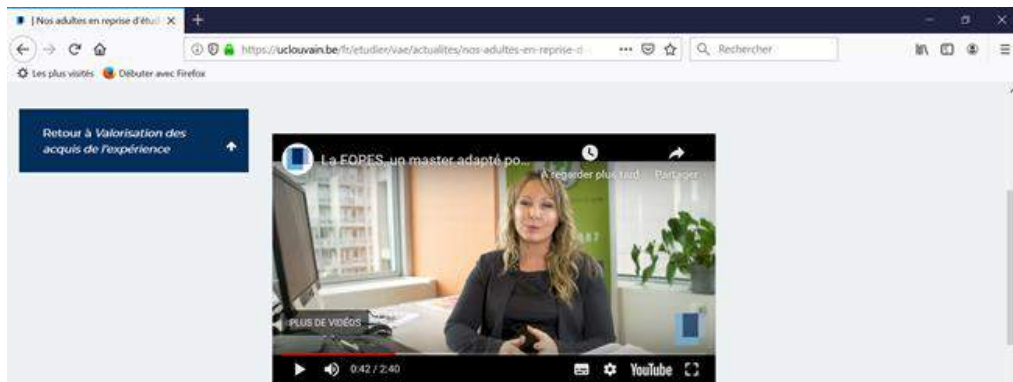 | Nos adultes en reprise d'étud
https://uclouvain.be/fr/etudier/vae/actualites/nos-adultes-en-reprise-d
Rechercher
Les plus visités
Débuter avec Firefox
Retour à Valorisation des
acquis de l'expérience
La FOPES, un master adapté po...
À regarder plus tard
Partager
PLUS DE VIDÉOS
0:42 / 2:40
YouTube